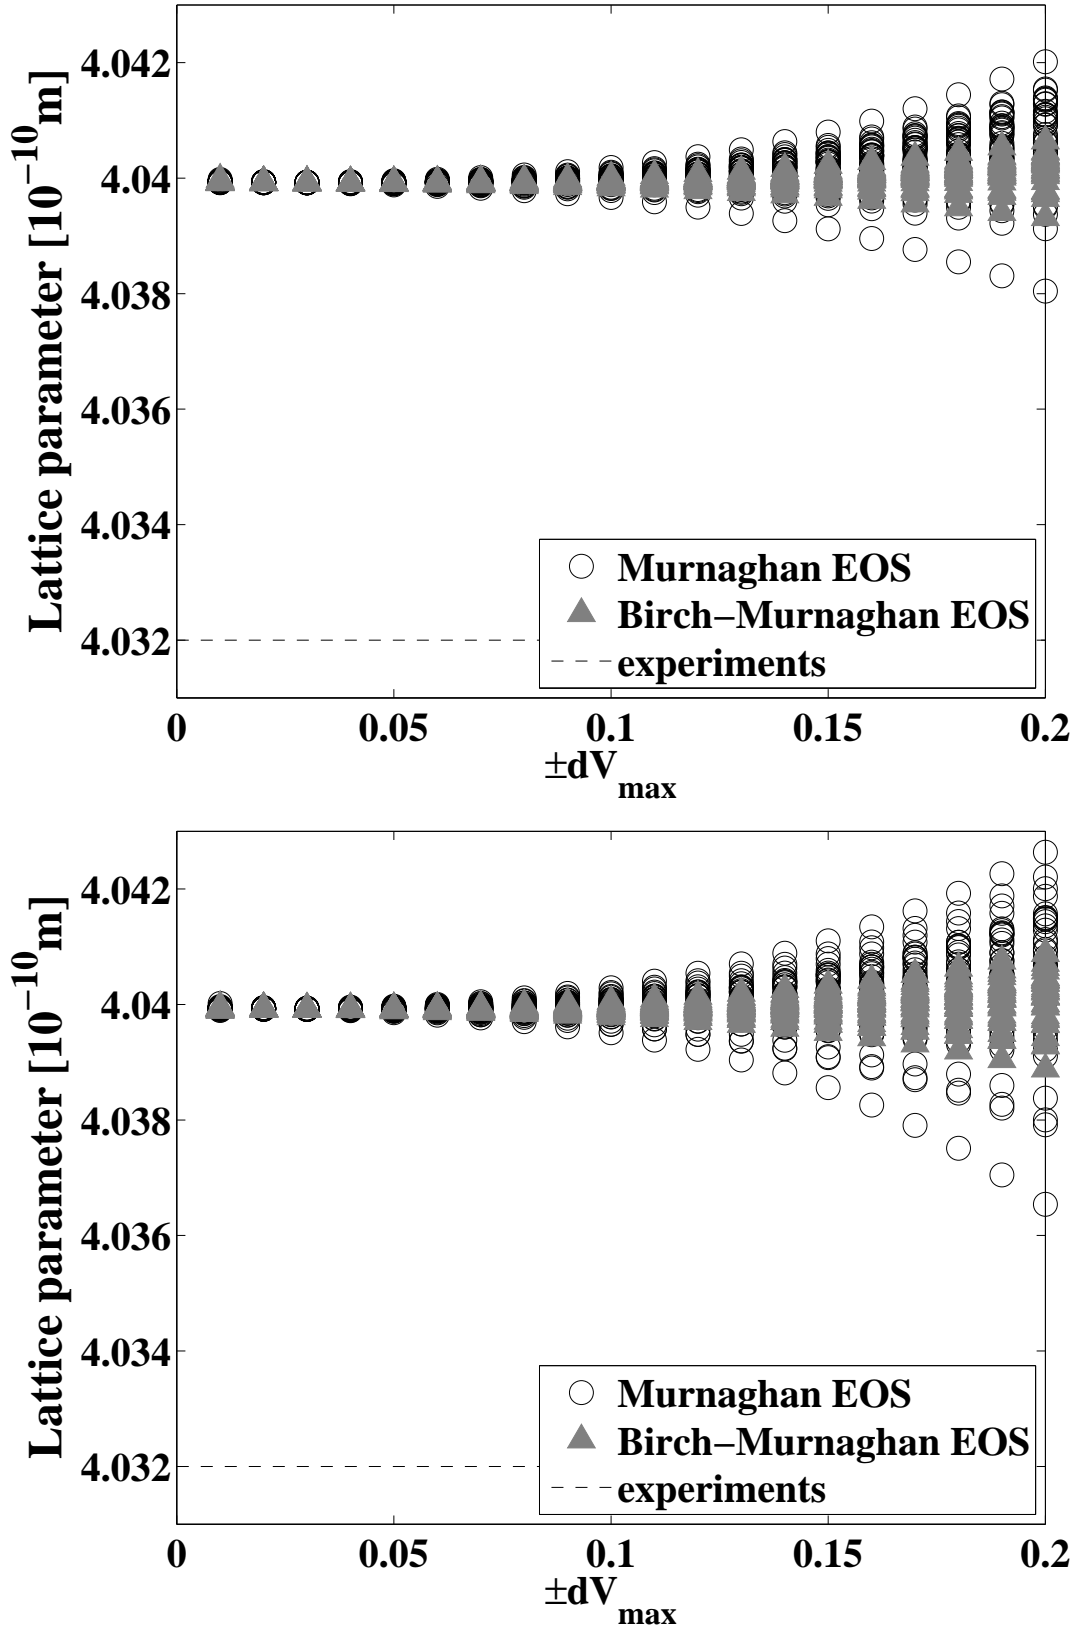 Lattice parameter [10⁻¹⁰m]
4.042
4.04
4.038
4.036
4.034
4.032
Murnaghan EOS
Birch−Murnaghan EOS
experiments
0 0.05 0.1 0.15 0.2
±dV_max
Lattice parameter [10⁻¹⁰m]
4.042
4.04
4.038
4.036
4.034
4.032
Murnaghan EOS
Birch−Murnaghan EOS
experiments
0 0.05 0.1 0.15 0.2
±dV_max